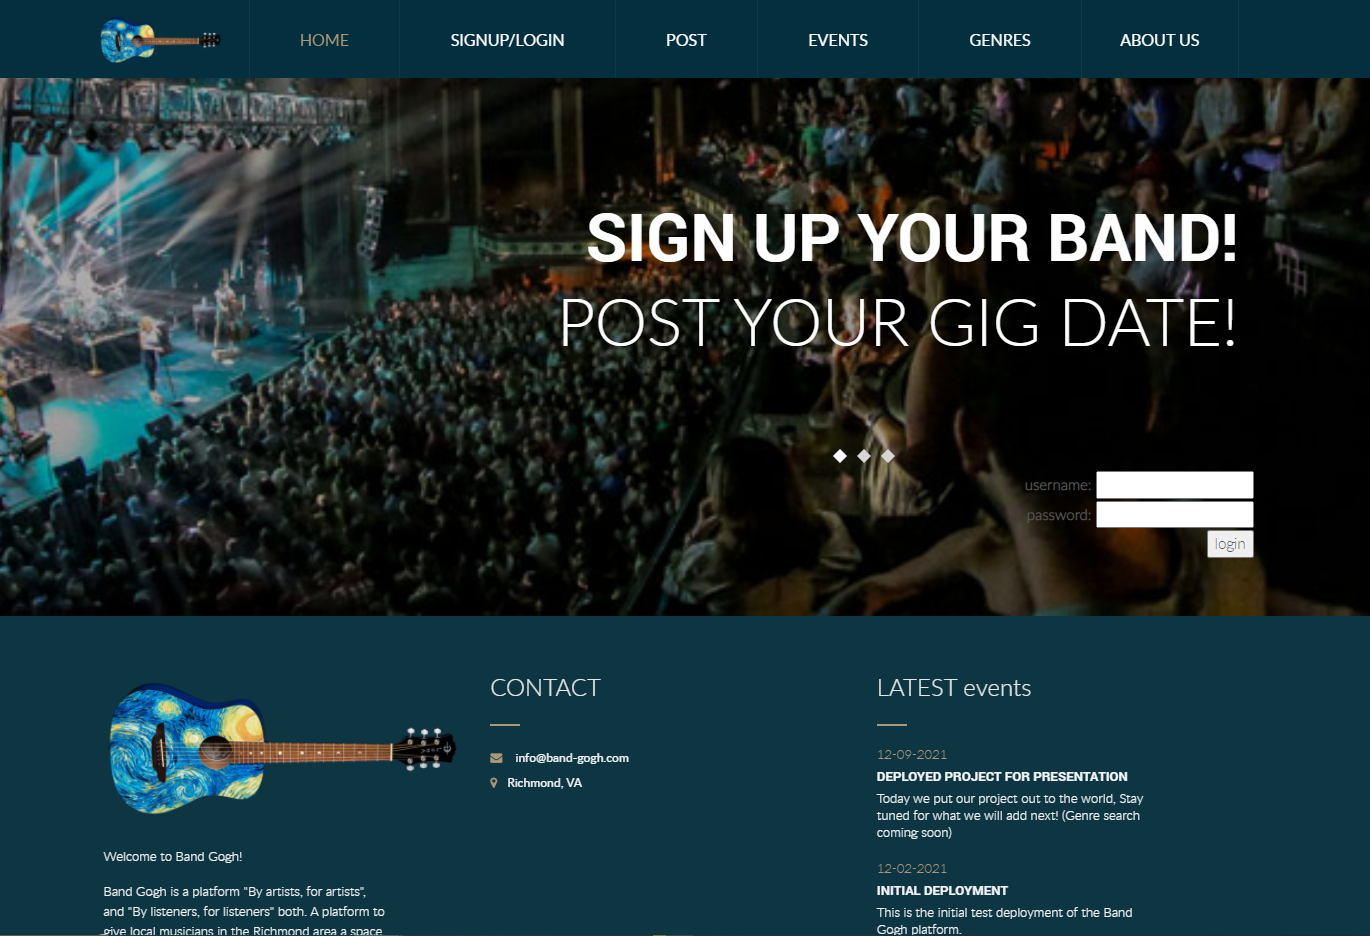 HOME
SIGNUP/LOGIN
POST
EVENTS
GENRES
ABOUT US
SIGN UP YOUR BAND!
POST YOUR GIG DATE!
username:
password:
login
CONTACT
info@band-gogh.com
Richmond, VA
LATEST events
12-09-2021
DEPLOYED PROJECT FOR PRESENTATION
Today we put our project out to the world, Stay
tuned for what we will add next! (Genre search
coming soon)
12-02-2021
INITIAL DEPLOYMENT
This is the initial test deployment of the Band
Gogh platform.
Welcome to Band Gogh!
Band Gogh is a platform "By artists, for artists",
and "By listeners, for listeners" both. A platform to
give local musicians in the Richmond area a space